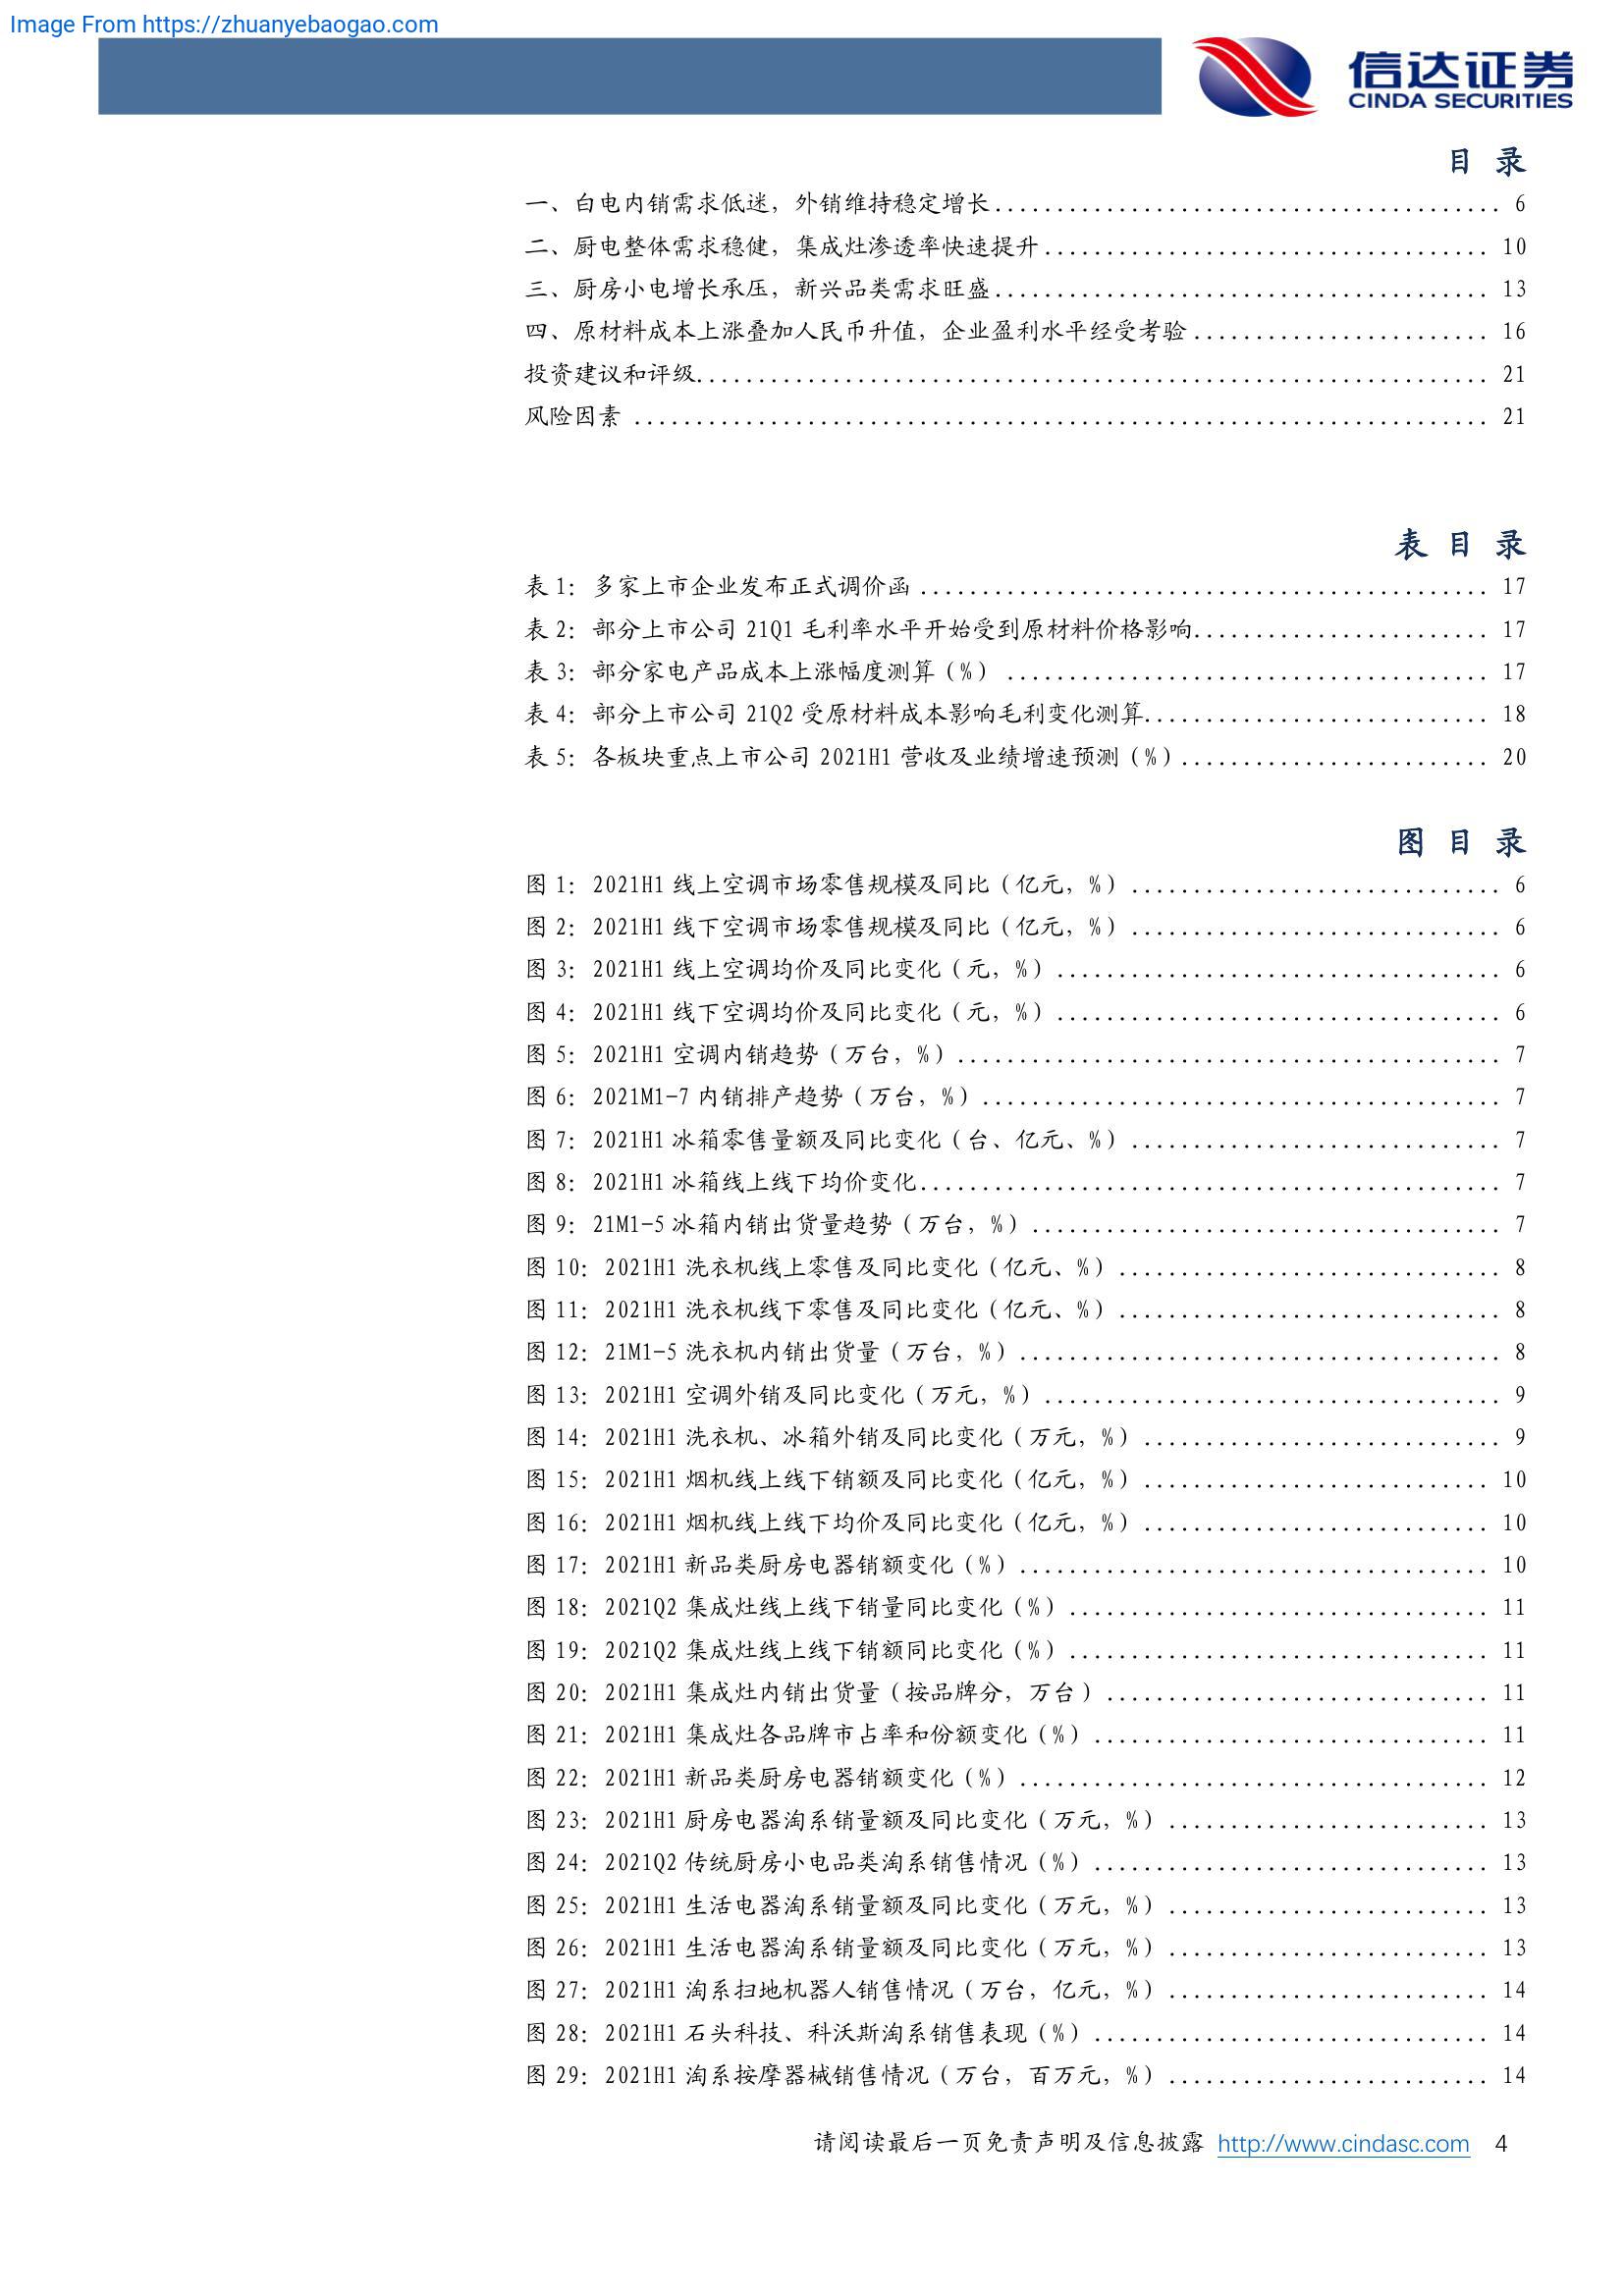 Image From https://zhuanyebaogao.com
信达证券
CINDA SECURITIES
目 录
一、白电内销需求低迷，外销维持稳定增长......................................... 6
二、厨电整体需求稳健，集成灶渗透率快速提升.................................... 10
三、厨房小电增长承压，新兴品类需求旺盛........................................ 13
四、原材料成本上涨叠加人民币升值，企业盈利水平经受考验........................ 16
投资建议和评级................................................................ 21
风险因素 ..................................................................... 21
表 目 录
表 1：多家上市企业发布正式调价函 .............................................. 17
表 2：部分上市公司 21Q1 毛利率水平开始受到原材料价格影响........................ 17
表 3：部分家电产品成本上涨幅度测算（%） ....................................... 17
表 4：部分上市公司 21Q2 受原材料成本影响毛利变化测算............................ 18
表 5：各板块重点上市公司 2021H1 营收及业绩增速预测（%）......................... 20
图 目 录
图 1：2021H1 线上空调市场零售规模及同比（亿元，%）.............................. 6
图 2：2021H1 线下空调市场零售规模及同比（亿元，%）.............................. 6
图 3：2021H1 线上空调均价及同比变化（元，%）.................................... 6
图 4：2021H1 线下空调均价及同比变化（元，%）.................................... 6
图 5：2021H1 空调内销趋势（万台，%）............................................ 7
图 6：2021M1-7 内销排产趋势（万台，%）.......................................... 7
图 7：2021H1 冰箱零售量额及同比变化（台、亿元、%）.............................. 7
图 8：2021H1 冰箱线上线下均价变化............................................... 7
图 9：21M1-5 冰箱内销出货量趋势（万台，%）...................................... 7
图 10：2021H1 洗衣机线上零售及同比变化（亿元、%）............................... 8
图 11：2021H1 洗衣机线下零售及同比变化（亿元、%）............................... 8
图 12：21M1-5 洗衣机内销出货量（万台，%）....................................... 8
图 13：2021H1 空调外销及同比变化（万元，%）..................................... 9
图 14：2021H1 洗衣机、冰箱外销及同比变化（万元，%）............................. 9
图 15：2021H1 烟机线上线下销额及同比变化（亿元，%）............................ 10
图 16：2021H1 烟机线上线下均价及同比变化（亿元，%）............................ 10
图 17：2021H1 新品类厨房电器销额变化（%）...................................... 10
图 18：2021Q2 集成灶线上线下销量同比变化（%）.................................. 11
图 19：2021Q2 集成灶线上线下销额同比变化（%）.................................. 11
图 20：2021H1 集成灶内销出货量（按品牌分，万台）............................... 11
图 21：2021H1 集成灶各品牌市占率和份额变化（%）................................ 11
图 22：2021H1 新品类厨房电器销额变化（%）...................................... 12
图 23：2021H1 厨房电器淘系销量额及同比变化（万元，%）.......................... 13
图 24：2021Q2 传统厨房小电品类淘系销售情况（%）................................ 13
图 25：2021H1 生活电器淘系销量额及同比变化（万元，%）.......................... 13
图 26：2021H1 生活电器淘系销量额及同比变化（万元，%）.......................... 13
图 27：2021H1 淘系扫地机器人销售情况（万台，亿元，%）.......................... 14
图 28：2021H1 石头科技、科沃斯淘系销售表现（%）................................ 14
图 29：2021H1 淘系按摩器械销售情况（万台，百万元，%）.......................... 14
请阅读最后一页免责声明及信息披露 http://www.cindasc.com 4